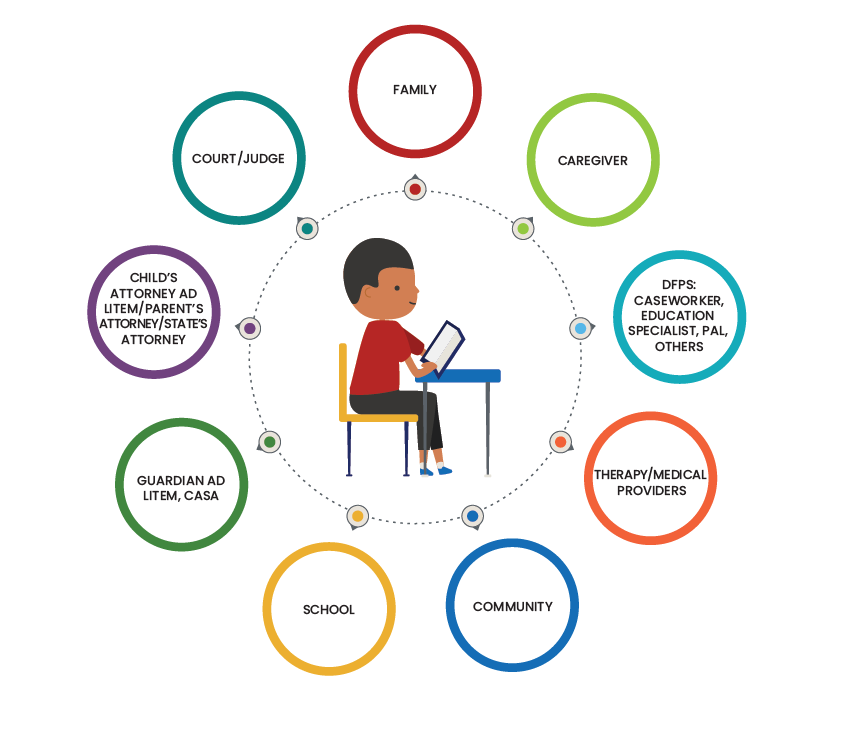 FAMILY
CAREGIVER
DFPS:
CASEWORKER,
EDUCATION
SPECIALIST, PAL,
OTHERS
THERAPY/MEDICAL
PROVIDERS
COMMUNITY
SCHOOL
GUARDIAN AD
LITEM, CASA
CHILD'S
ATTORNEY AD
LITEM/PARENT'S
ATTORNEY/STATE'S
ATTORNEY
COURT/JUDGE